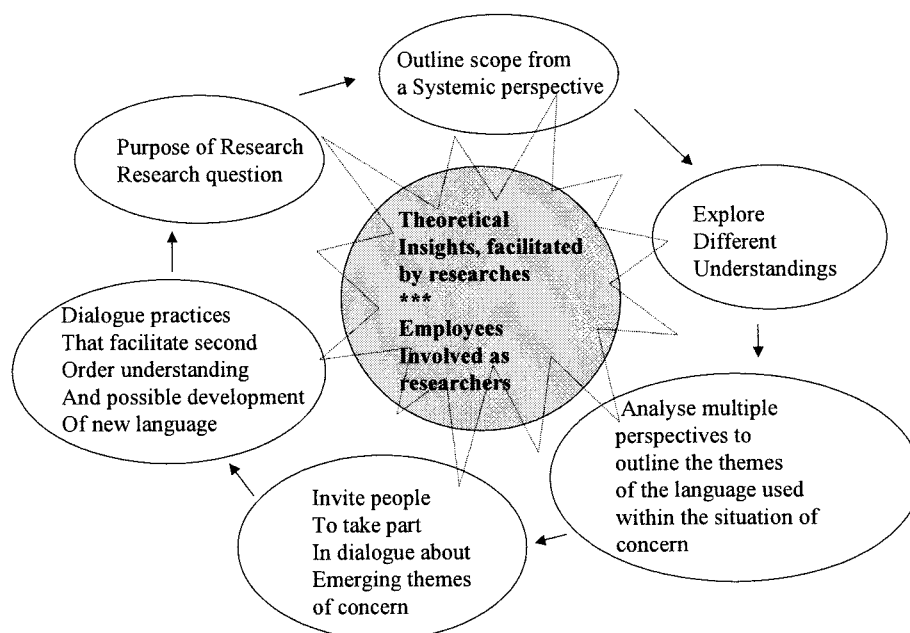 Outline scope from
a Systemic perspective
Purpose of Research
Research question
Explore
Different
Understandings
Theoretical
Insights, facilitated
by researches
***
Employees
Involved as
researchers
Dialogue practices
That facilitate second
Order understanding
And possible development
Of new language
Analyse multiple
perspectives to
outline the themes
of the language used
within the situation of
concern
Invite people
To take part
In dialogue about
Emerging themes
of concern